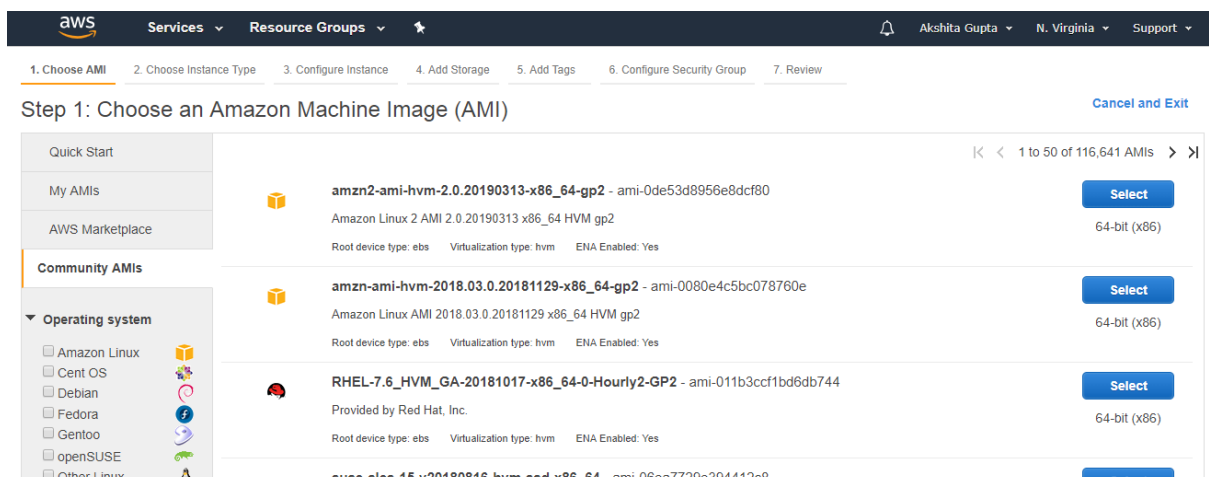 aws Services Resource Groups Akshita Gupta N. Virginia Support
1. Choose AMI 2. Choose Instance Type 3. Configure Instance 4. Add Storage 5. Add Tags 6. Configure Security Group 7. Review
Step 1: Choose an Amazon Machine Image (AMI)
Cancel and Exit
Quick Start
My AMIs
AWS Marketplace
Community AMIs
Operating system
Amazon Linux
Cent OS
Debian
Fedora
Gentoo
openSUSE
Other Linux
1 to 50 of 116,641 AMIs
amzn2-ami-hvm-2.0.20190313-x86_64-gp2 - ami-0de53d8956e8dcf80
Amazon Linux 2 AMI 2.0.20190313 x86_64 HVM gp2
Root device type: ebs Virtualization type: hvm ENA Enabled: Yes
Select
64-bit (x86)
amzn-ami-hvm-2018.03.0.20181129-x86_64-gp2 - ami-0080e4c5bc078760e
Amazon Linux AMI 2018.03.0.20181129 x86_64 HVM gp2
Root device type: ebs Virtualization type: hvm ENA Enabled: Yes
Select
64-bit (x86)
RHEL-7.6_HVM_GA-20181017-x86_64-0-Hourly2-GP2 - ami-011b3ccf1bd6db744
Provided by Red Hat, Inc.
Root device type: ebs Virtualization type: hvm ENA Enabled: Yes
Select
64-bit (x86)